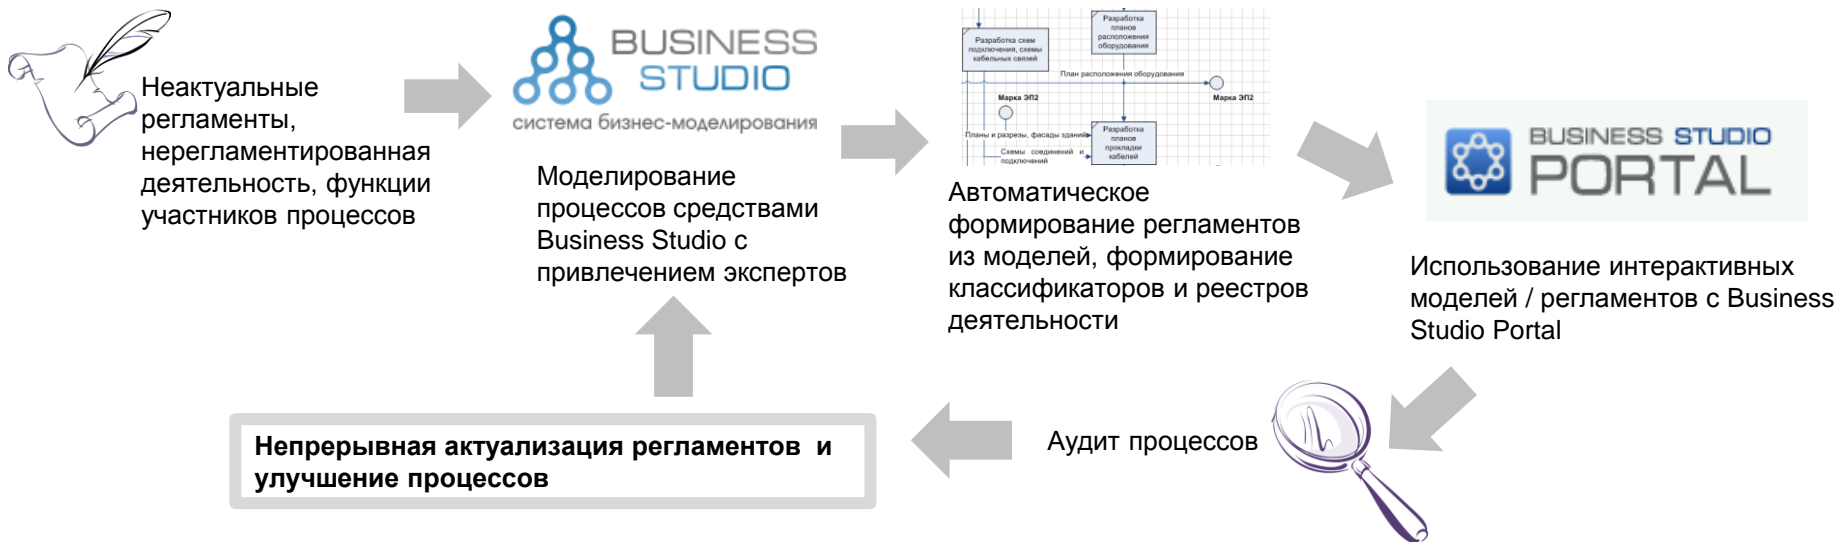 Неактуальные
регламенты,
нерегламентированная
деятельность, функции
участников процессов
BUSINESS
STUDIO
система бизнес-моделирования
Моделирование
процессов средствами
Business Studio с
привлечением экспертов
Разработка схем
подключения, схемы
кабельных связей
Разработка
планов
расположения
оборудования
План расположения оборудования
Марка ЭП2
Марка ЭП2
Планы и разрезы, фасады зданий
Схемы соединений и
подключений
Разработка
планов
прокладки
кабелей
Автоматическое
формирование регламентов
из моделей, формирование
классификаторов и реестров
деятельности
BUSINESS STUDIO
PORTAL
Использование интерактивных
моделей / регламентов с Business
Studio Portal
Аудит процессов
Непрерывная актуализация регламентов и
улучшение процессов